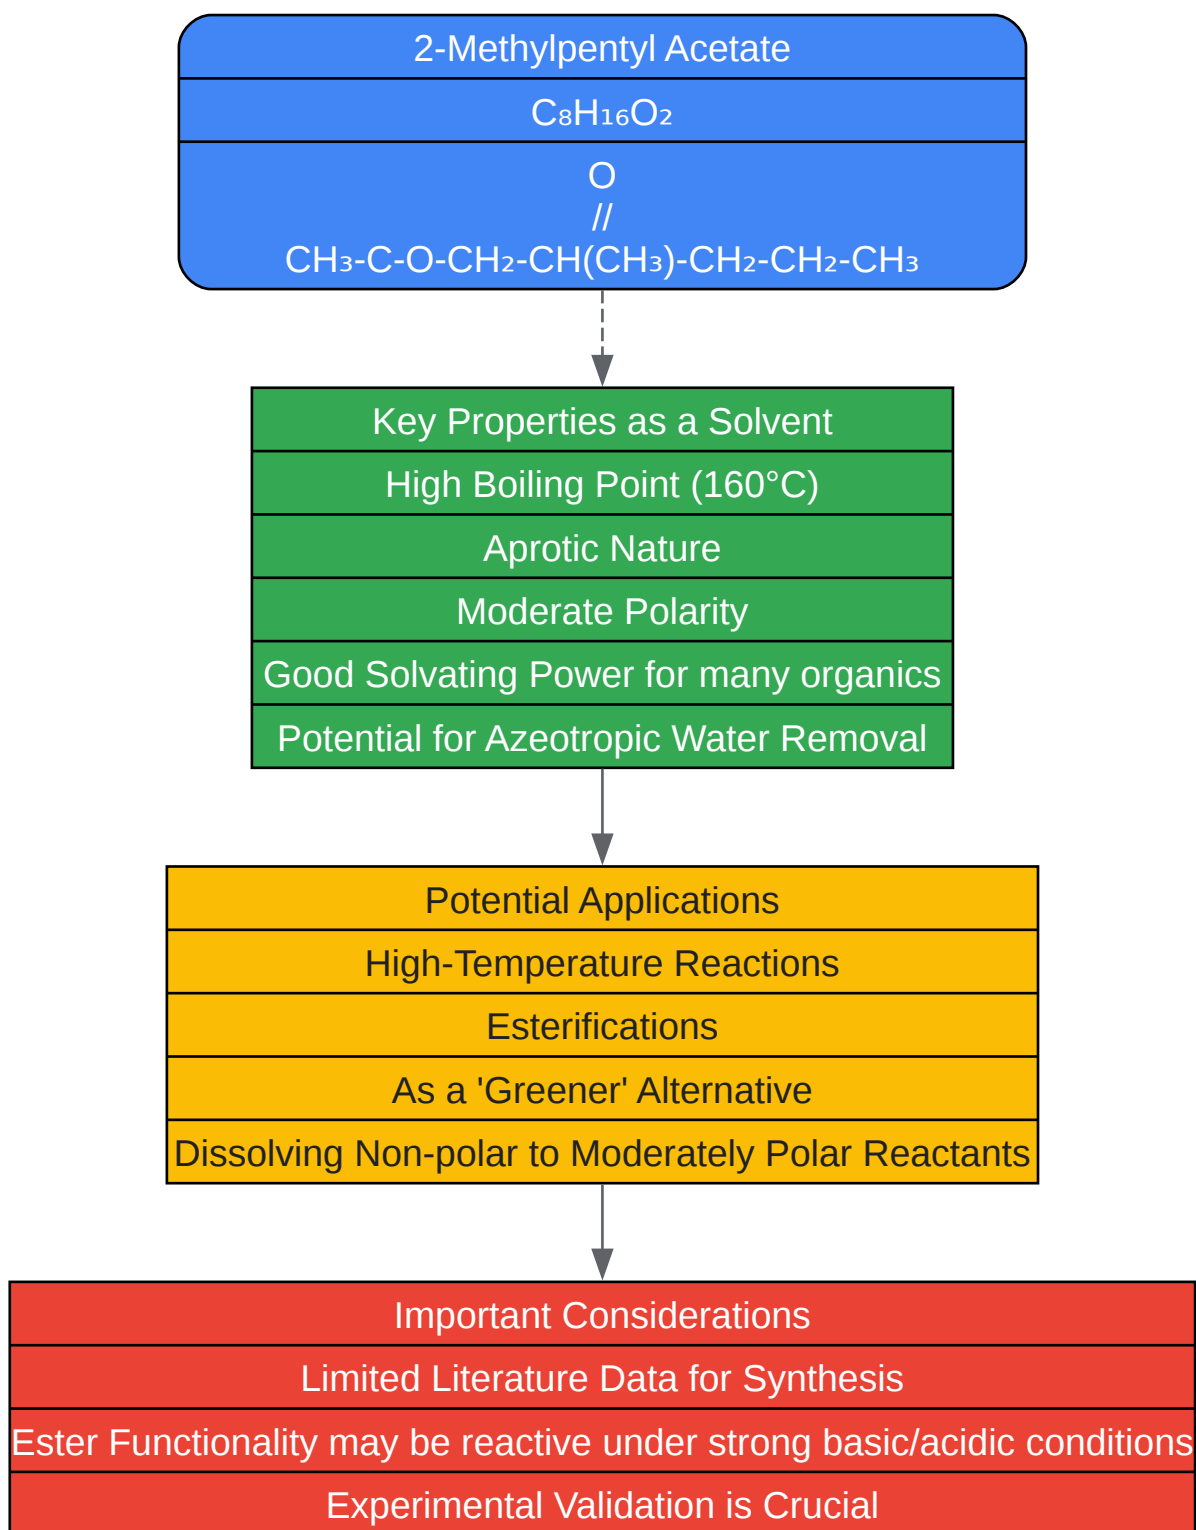 2-Methylpentyl Acetate
C₈H₁₆O₂
O
//
CH₃-C-O-CH₂-CH(CH₃)-CH₂-CH₂-CH₃
Key Properties as a Solvent
High Boiling Point (160°C)
Aprotic Nature
Moderate Polarity
Good Solvating Power for many organics
Potential for Azeotropic Water Removal
Potential Applications
High-Temperature Reactions
Esterifications
As a 'Greener' Alternative
Dissolving Non-polar to Moderately Polar Reactants
Important Considerations
Limited Literature Data for Synthesis
Ester Functionality may be reactive under strong basic/acidic conditions
Experimental Validation is Crucial